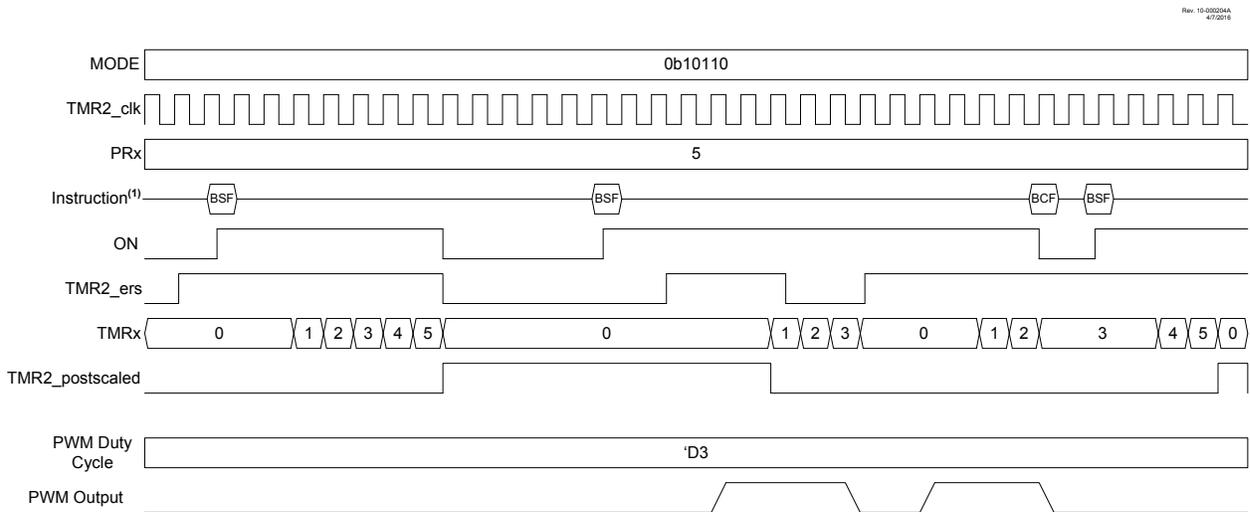 Rev. 10-000204A
4/7/2016
MODE 0b10110
TMR2_clk
PRx 5
Instruction(1) BSF BSF BCF BSF
ON
TMR2_ers
TMRx 0 1 2 3 4 5 0 1 2 3 0 1 2 3 4 5 0
TMR2_postscaled
PWM Duty
Cycle
‘D3
PWM Output